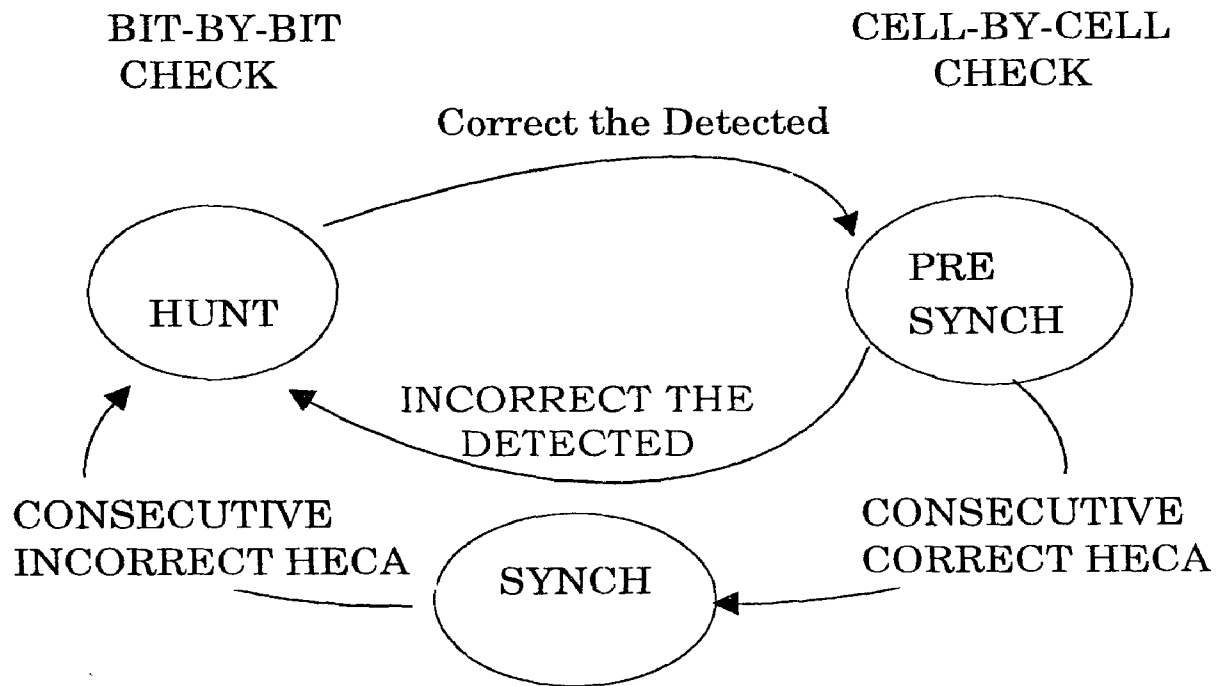 BIT-BY-BIT
CHECK
CELL-BY-CELL
CHECK
Correct the Detected
HUNT
PRE
SYNCH
INCORRECT THE
DETECTED
CONSECUTIVE
INCORRECT HECA
SYNCH
CONSECUTIVE
CORRECT HECA